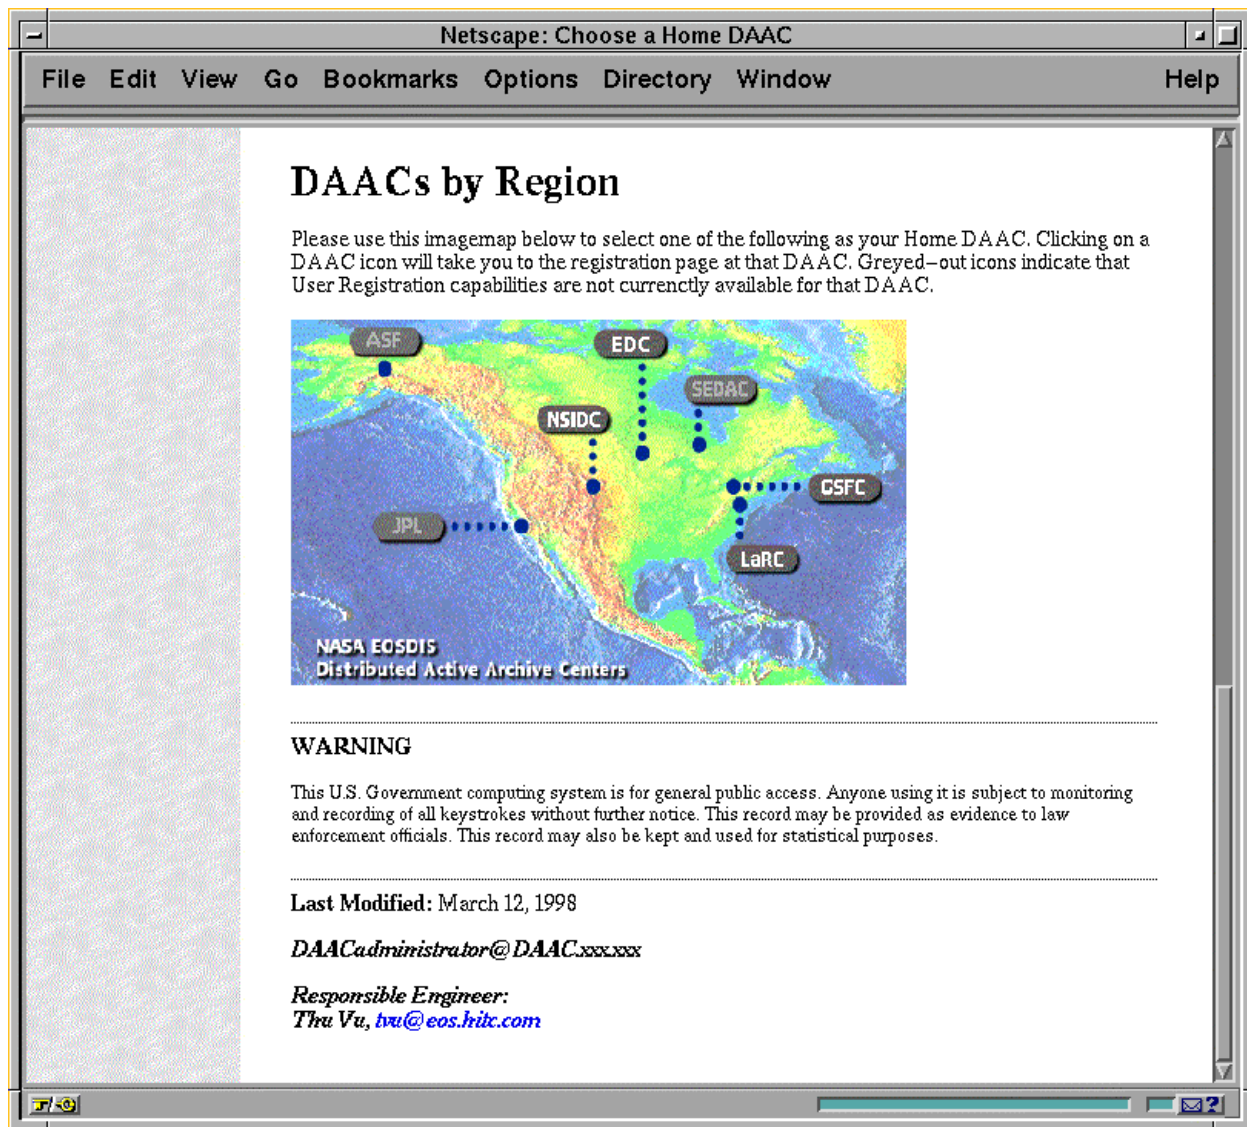 Netscape: Choose a Home DAAC
File Edit View Go Bookmarks Options Directory Window Help
DAACs by Region
Please use this imagemap below to select one of the following as your Home DAAC. Clicking on a
DAAC icon will take you to the registration page at that DAAC. Greyed-out icons indicate that
User Registration capabilities are not currenctly available for that DAAC.
ASF
EDC
SEDAC
NSIDC
GSFC
JPL
LaRC
NASA EOSDIS
Distributed Active Archive Centers
WARNING
This U.S. Government computing system is for general public access. Anyone using it is subject to monitoring
and recording of all keystrokes without further notice. This record may be provided as evidence to law
enforcement officials. This record may also be kept and used for statistical purposes.
Last Modified: March 12, 1998
DAACadministrator@DAAC.xxx.xxx
Responsible Engineer:
Thu Vu, tvu@eos.hitc.com